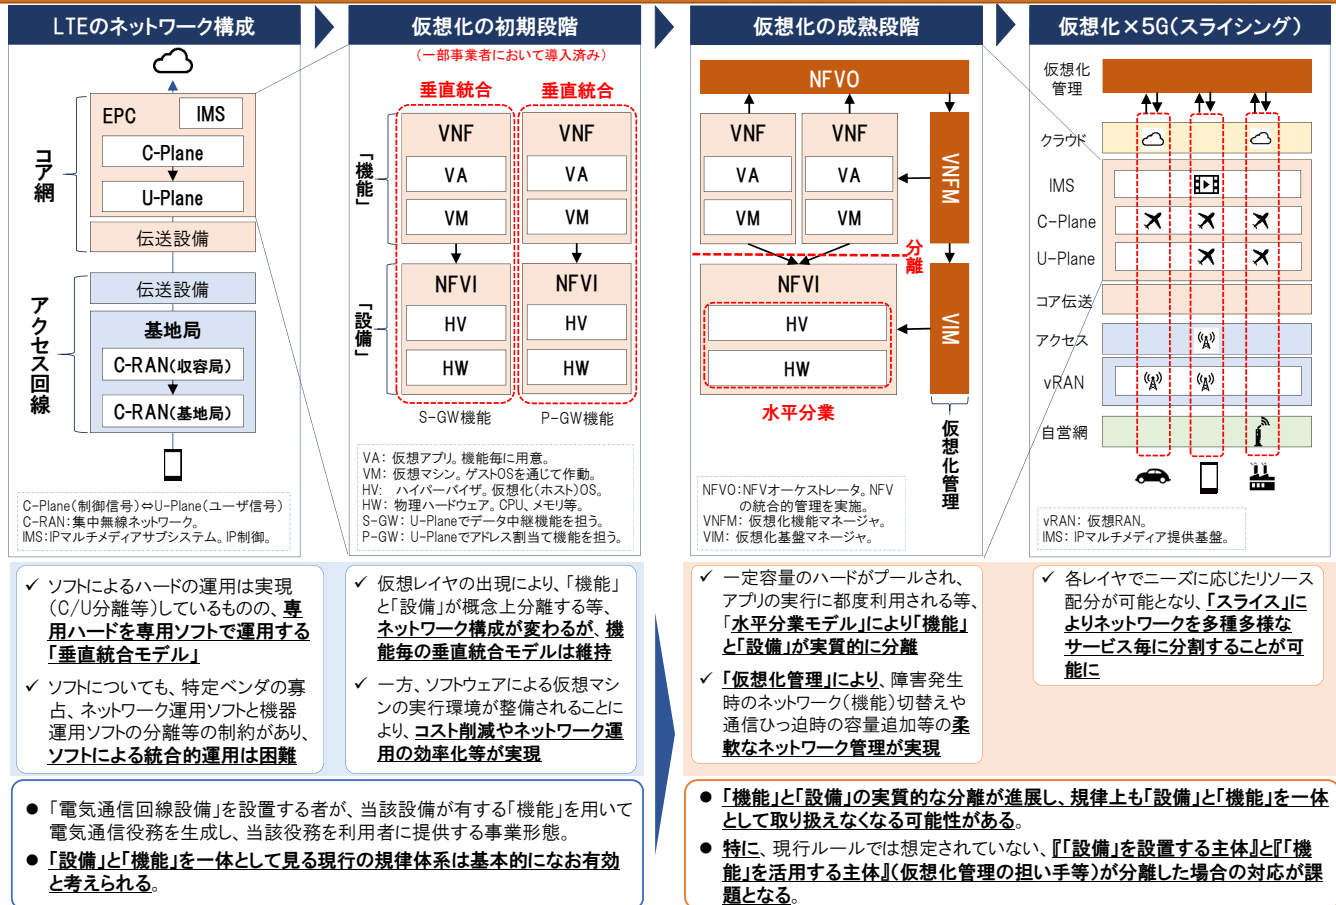 LTEのネットワーク構成
コア網
EPC
IMS
C-Plane
U-Plane
伝送設備
アクセス回線
伝送設備
基地局
C-RAN(収容局)
C-RAN(基地局)
C-Plane(制御信号)⇔U-Plane(ユーザ信号)
C-RAN:集中無線ネットワーク。
IMS:IPマルチメディアサブシステム。IP制御。
仮想化の初期段階
(一部事業者において導入済み)
垂直統合
垂直統合
「機能」
VNF
VNF
VA
VA
VM
VM
「設備」
NFVI
NFVI
HV
HV
HW
HW
S-GW機能
P-GW機能
VA: 仮想アプリ。機能毎に用意。
VM: 仮想マシン。ゲストOSを通じて作動。
HV: ハイパーバイザ。仮想化(ホスト)OS。
HW: 物理ハードウェア。CPU、メモリ等。
S-GW: U-Planeでデータ中継機能を担う。
P-GW: U-Planeでアドレス割当て機能を担う。
仮想化の成熟段階
NFVO
VNF
VNF
VA
VA
VM
VM
VNFM
分離
NFVI
HV
HW
VIM
水平分業
仮想化管理
NFVO:NFVオーケストレータ。NFV
の統合的管理を実施。
VNFM: 仮想化機能マネージャ。
VIM: 仮想化基盤マネージャ。
仮想化×5G(スライシング)
仮想化
管理
クラウド
IMS
C-Plane
U-Plane
コア伝送
アクセス
vRAN
自営網
vRAN: 仮想RAN。
IMS: IPマルチメディア提供基盤。
✓ ソフトによるハードの運用は実現
(C/U分離等)しているものの、専
用ハードを専用ソフトで運用する
「垂直統合モデル」
✓ ソフトについても、特定ベンダの寡
占、ネットワーク運用ソフトと機器
運用ソフトの分離等の制約があり、
ソフトによる統合的運用は困難
✓ 仮想レイヤの出現により、「機能」
と「設備」が概念上分離する等、
ネットワーク構成が変わるが、機
能毎の垂直統合モデルは維持
✓ 一方、ソフトウェアによる仮想マシ
ンの実行環境が整備されることに
より、コスト削減やネットワーク運
用の効率化等が実現
✓ 一定容量のハードがプールされ、
アプリの実行に都度利用される等、
「水平分業モデル」により「機能」
と「設備」が実質的に分離
✓ 「仮想化管理」により、障害発生
時のネットワーク(機能)切替えや
通信ひっ迫時の容量追加等の柔
軟なネットワーク管理が実現
✓ 各レイヤでニーズに応じたリソース
配分が可能となり、「スライス」に
よりネットワークを多種多様な
サービス毎に分割することが可
能に
● 「電気通信回線設備」を設置する者が、当該設備が有する「機能」を用いて
電気通信役務を生成し、当該役務を利用者に提供する事業形態。
● 「設備」と「機能」を一体として見る現行の規律体系は基本的になお有効
と考えられる。
● 「機能」と「設備」の実質的な分離が進展し、規律上も「設備」と「機能」を一体
として取り扱えなくなる可能性がある。
● 特に、現行ルールでは想定されていない、『「設備」を設置する主体』と『「機
能」を活用する主体』(仮想化管理の担い手等)が分離した場合の対応が課
題となる。